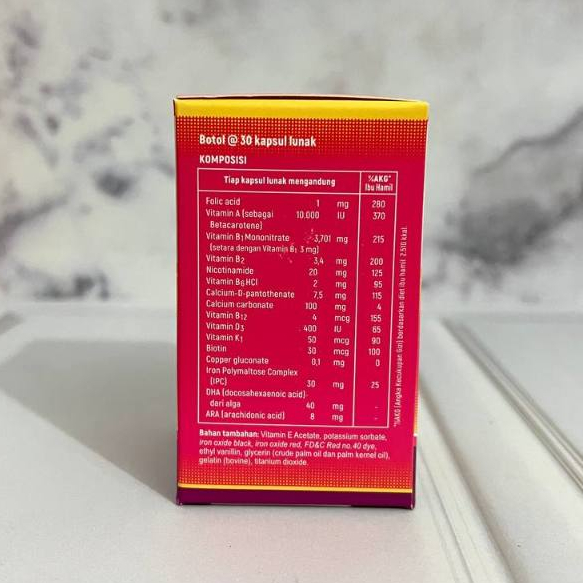 Botol @ 30 kapsul lunak
KOMPOSISI
Tiap kapsul lunak mengandung %AKG*
Ibu Hamil
Folic acid 1 mg 280
Vitamin A (sebagai 10.000 IU 370
Betacarotene)
Vitamin B1 Mononitrate 3,701 mg 215
(setara dengan Vitamin B1 3 mg)
Vitamin B2 3,4 mg 200
Nicotinamide 20 mg 125
Vitamin B6 HCl 2 mg 95
Calcium-D-pantothenate 7,5 mg 115
Calcium carbonate 100 mg 4
Vitamin B12 4 mcg 155
Vitamin D3 400 IU 65
Vitamin K1 50 mcg 90
Biotin 30 mcg 100
Copper gluconate 0,1 mg 0
Iron Polymaltose Complex
(IPC) 30 mg 25
DHA (docosahexaenoic acid)
dari alga 40 mg -
ARA (arachidonic acid) 8 mg -
*%AKG (Angka Kecukupan Gizi) berdasarkan diet ibu hamil 2.510 kkal
Bahan tambahan: Vitamin E Acetate, potassium sorbate,
iron oxide black, iron oxide red, FD&C Red no. 40 dye,
ethyl vanillin, glycerin (crude palm oil dan palm kernel oil),
gelatin (bovine), titanium dioxide.